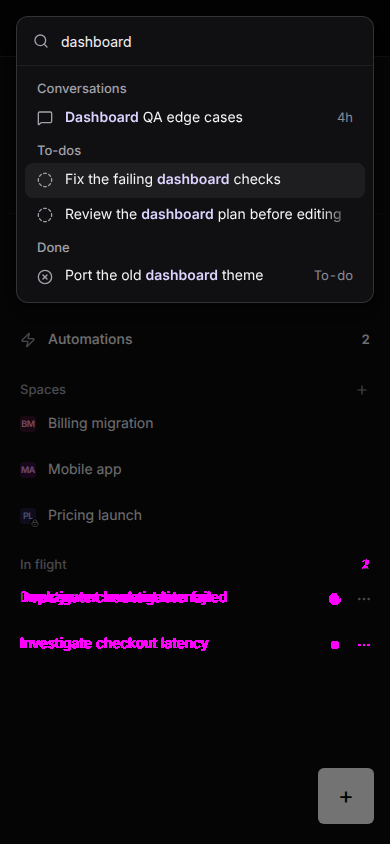 dashboard
Conversations
Dashboard QA edge cases 4h
To-dos
Fix the failing dashboard checks
Review the dashboard plan before editing
Done
Port the old dashboard theme To-do
Automations 2
Spaces +
BM Billing migration
MA Mobile app
PL Pricing launch
In flight
Investigate checkout latency ...
+